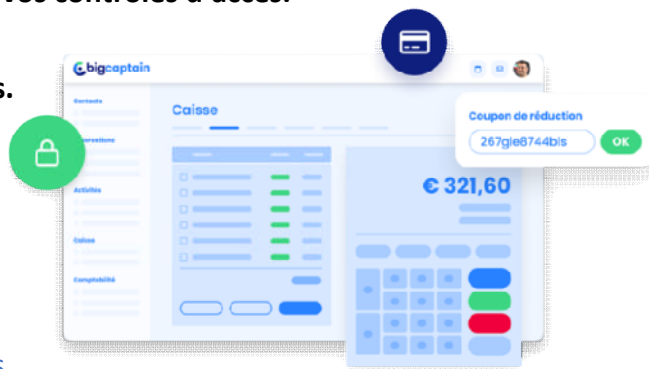 vos contrôles d'accès.
s.
bigcaptain
Contacts
Caisse
Coupon de réduction
267gie8744bis
OK
Activités
€ 321,60
Caisse
Comptabilité
s